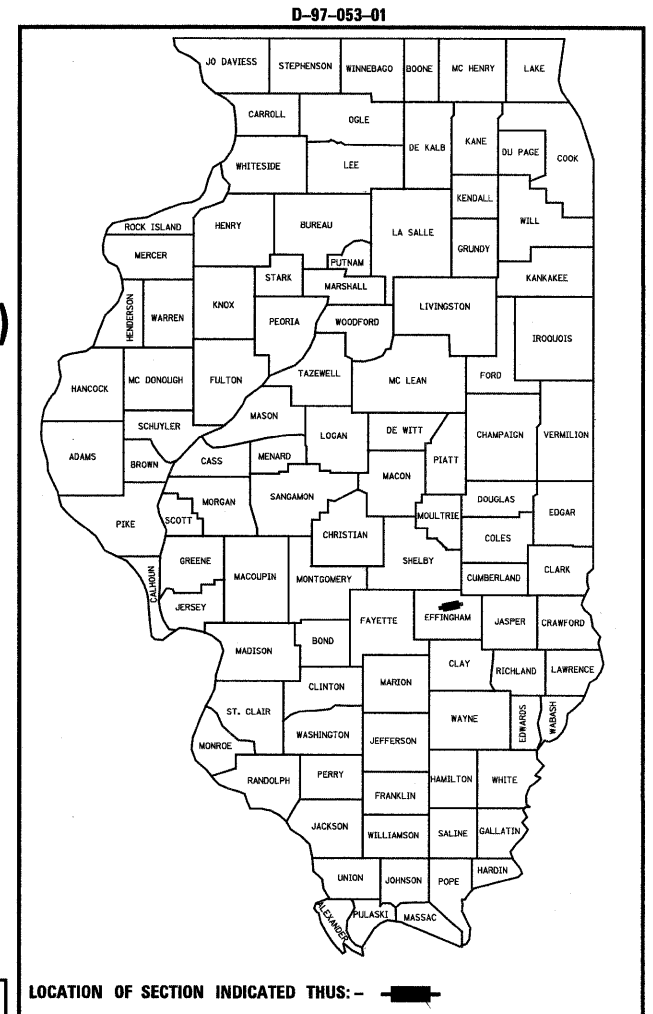 D-97-053-01
JO DAVIESS STEPHENSON WINNEBAGO BOONE MC HENRY LAKE
CARROLL OGLE
DE KALB KANE DU PAGE COOK
WHITESIDE LEE
KENDALL
ROCK ISLAND HENRY BUREAU LA SALLE WILL
MERCER GRUNDY
PUTNAM
STARK KANKAKEE
MARSHALL
HENDERSON WARREN KNOX LIVINGSTON
PEORIA WOODFORD
IROQUOIS
HANCOCK MC DONOUGH FULTON TAZEWELL MC LEAN FORD
MASON
SCHUYLER LOGAN DE WITT CHAMPAIGN VERMILION
ADAMS BROWN CASS MENARD PIATT
MACON
MORGAN SANGAMON DOUGLAS
PIKE SCOTT MOULTRIE EDGAR
CHRISTIAN COLES
GREENE SHELBY CLARK
CALHOUN MACOUPIN MONTGOMERY CUMBERLAND
JERSEY FAYETTE EFFINGHAM JASPER CRAWFORD
MADISON BOND
CLAY RICHLAND LAWRENCE
CLINTON MARION
ST. CLAIR WAYNE EDWARDS WABASH
WASHINGTON JEFFERSON
MONROE
RANDOLPH PERRY HAMILTON WHITE
FRANKLIN
JACKSON WILLIAMSON SALINE GALLATIN
UNION JOHNSON POPE HARDIN
ALEXANDER PULASKI MASSAC
LOCATION OF SECTION INDICATED THUS: -